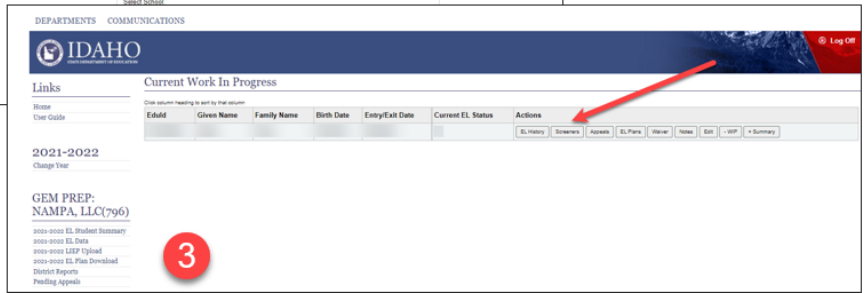 Select School
DEPARTMENTS COMMUNICATIONS
IDAHO
STATE DEPARTMENT OF EDUCATION
Log Off
Links
Home
User Guide
2021-2022
Change Year
GEM PREP:
NAMPA, LLC(796)
2021-2022 EL Student Summary
2021-2022 EL Data
2021-2022 LIEP Upload
2021-2022 EL Plan Download
District Reports
Pending Appeals
Current Work In Progress
Click column heading to sort by that column
EduId Given Name Family Name Birth Date Entry/Exit Date Current EL Status Actions
EL History Screeners Appeals EL Plans Waiver Notes Edit - WIP + Summary
3